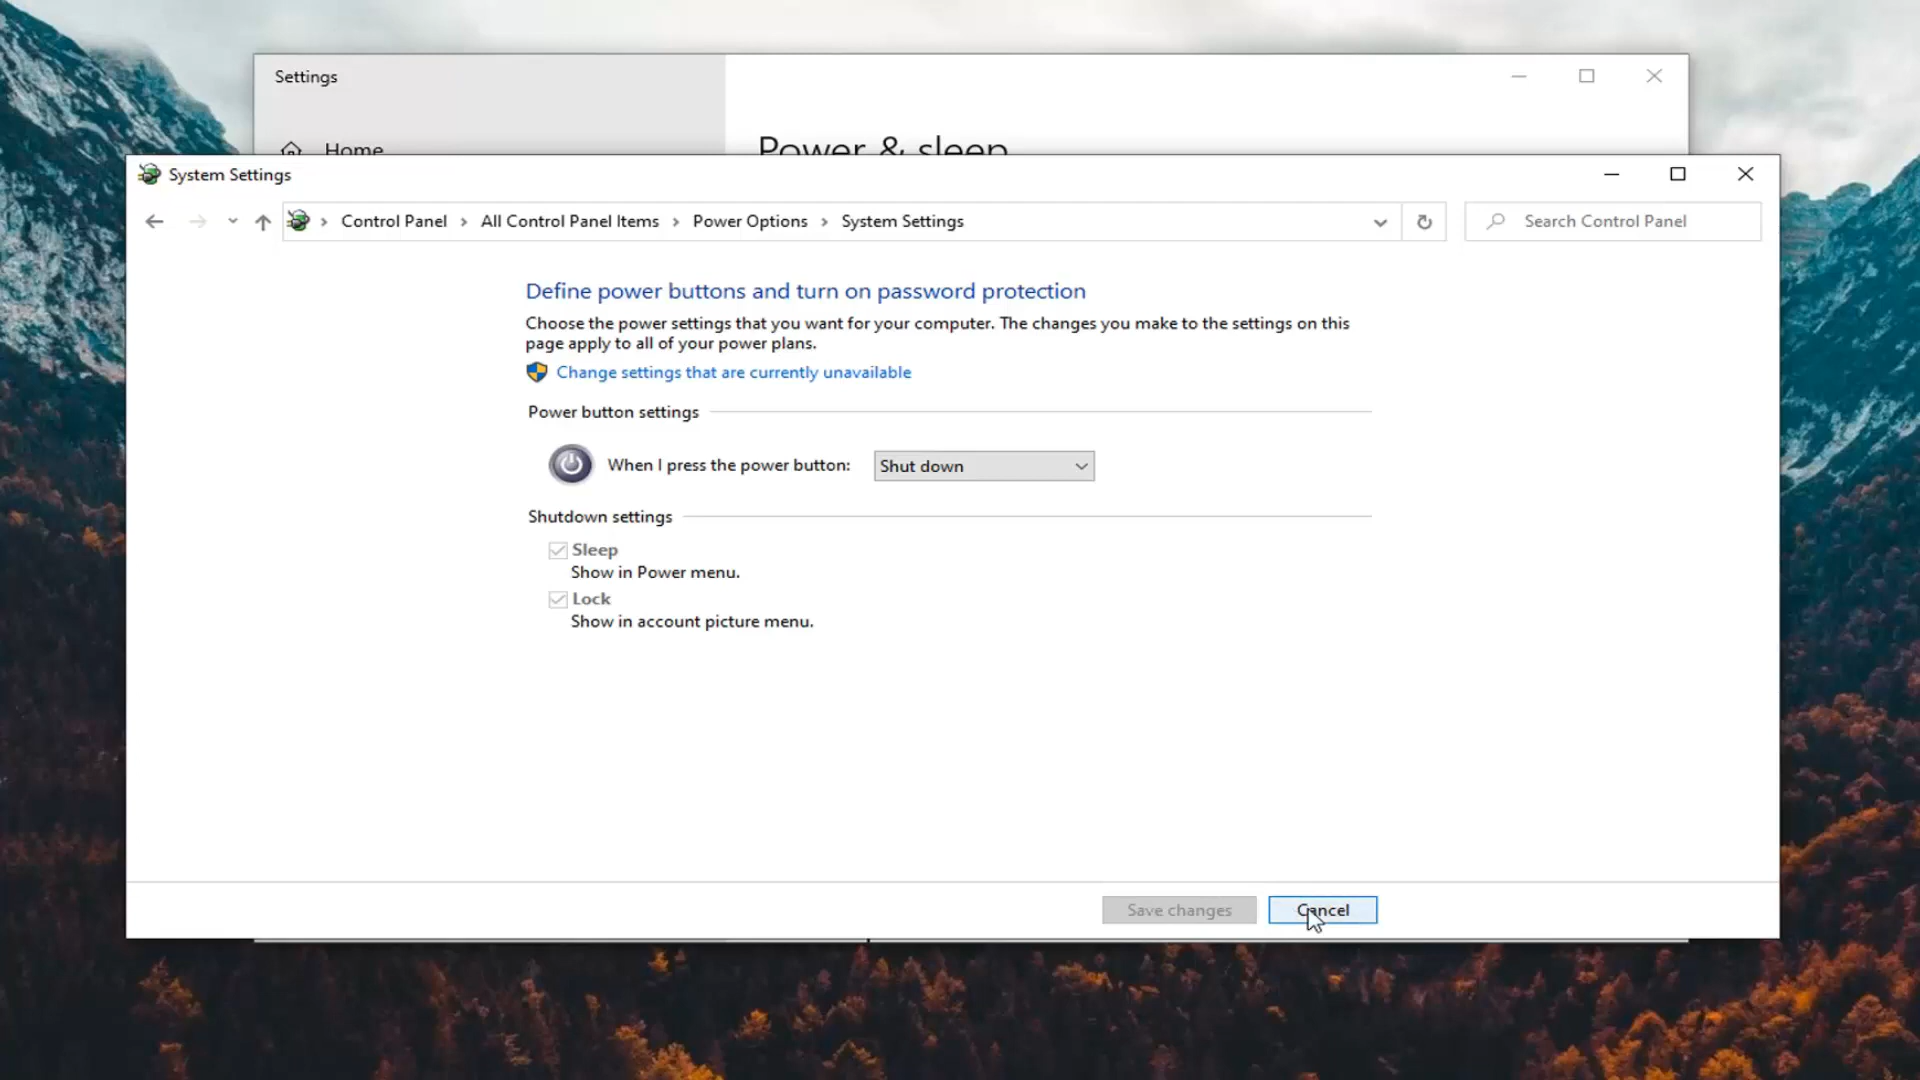 Settings
Home
Power & sleep
System Settings
Control Panel > All Control Panel Items > Power Options > System Settings
Search Control Panel
Define power buttons and turn on password protection
Choose the power settings that you want for your computer. The changes you make to the settings on this
page apply to all of your power plans.
Change settings that are currently unavailable
Power button settings
When I press the power button: Shut down
Shutdown settings
Sleep
Show in Power menu.
Lock
Show in account picture menu.
Save changes Cancel